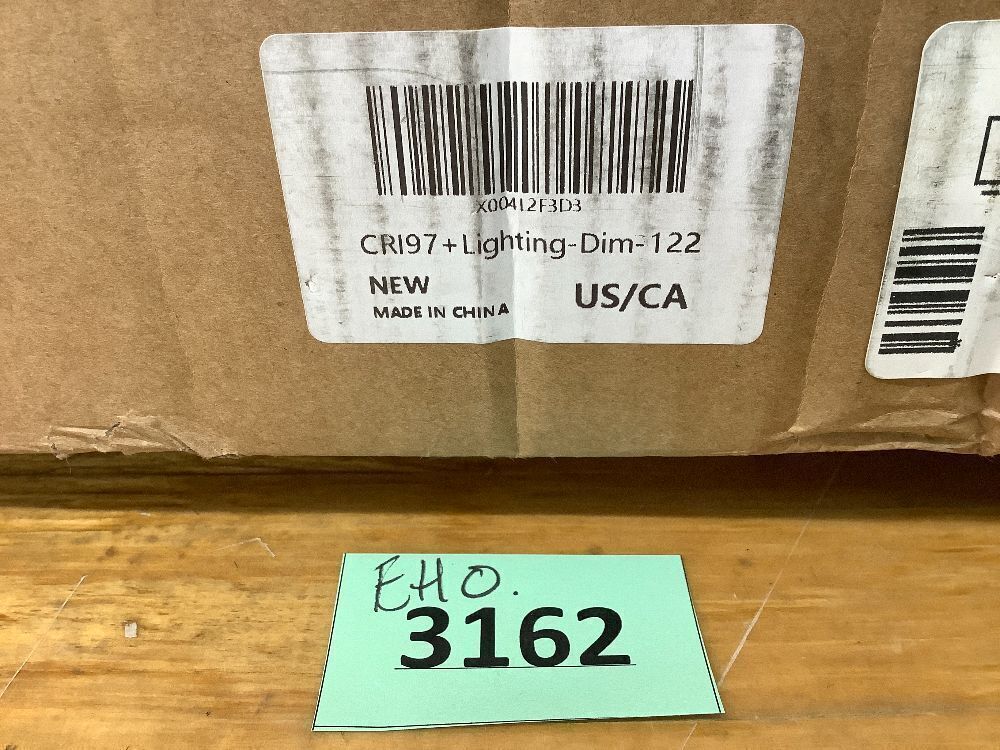 X00412F3D3
CRI97+Lighting-Dim-122
NEW
US/CA
MADE IN CHINA
EHO.
3162